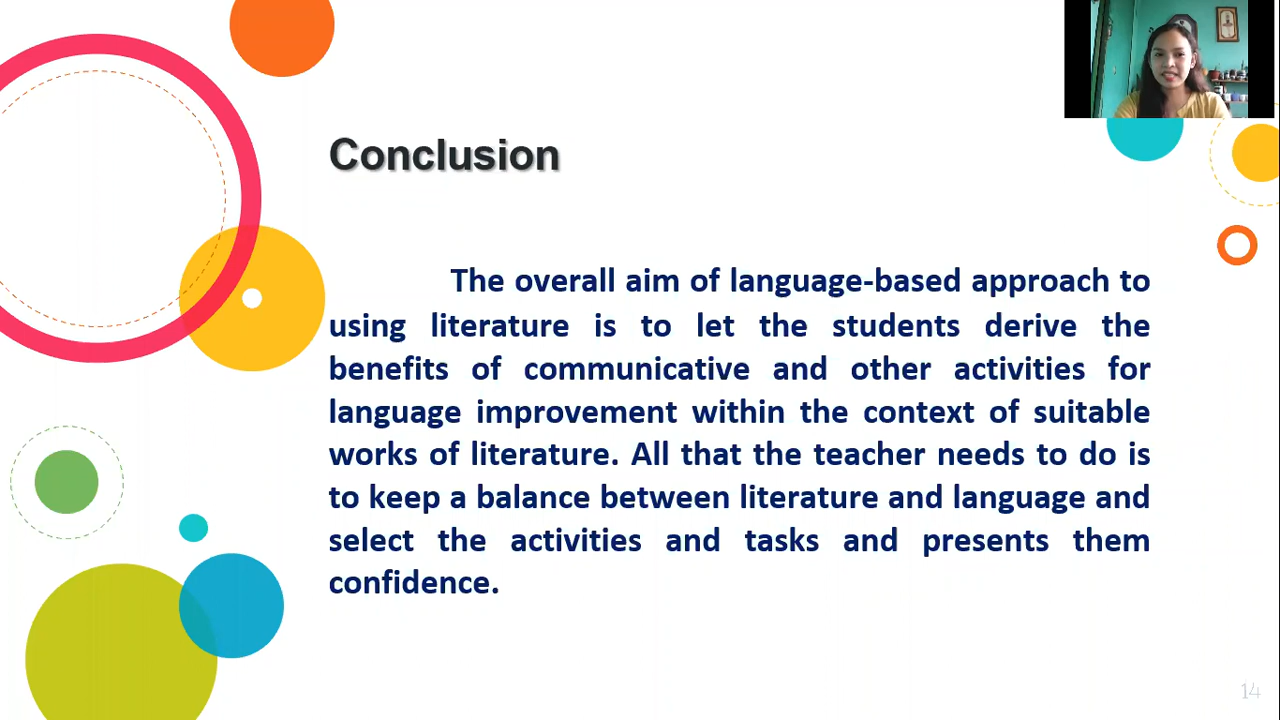 Conclusion
The overall aim of language-based approach to
using literature is to let the students derive the
benefits of communicative and other activities for
language improvement within the context of suitable
works of literature. All that the teacher needs to do is
to keep a balance between literature and language and
select the activities and tasks and presents them
confidence.
14